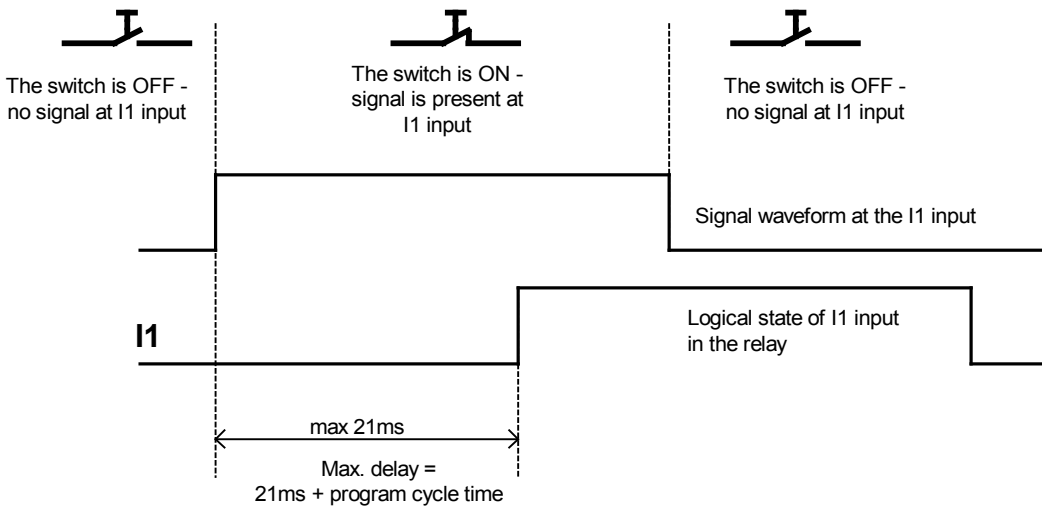 The switch is OFF -
no signal at I1 input
The switch is ON -
signal is present at
I1 input
The switch is OFF -
no signal at I1 input
Signal waveform at the I1 input
I1
Logical state of I1 input
in the relay
max 21ms
Max. delay =
21ms + program cycle time